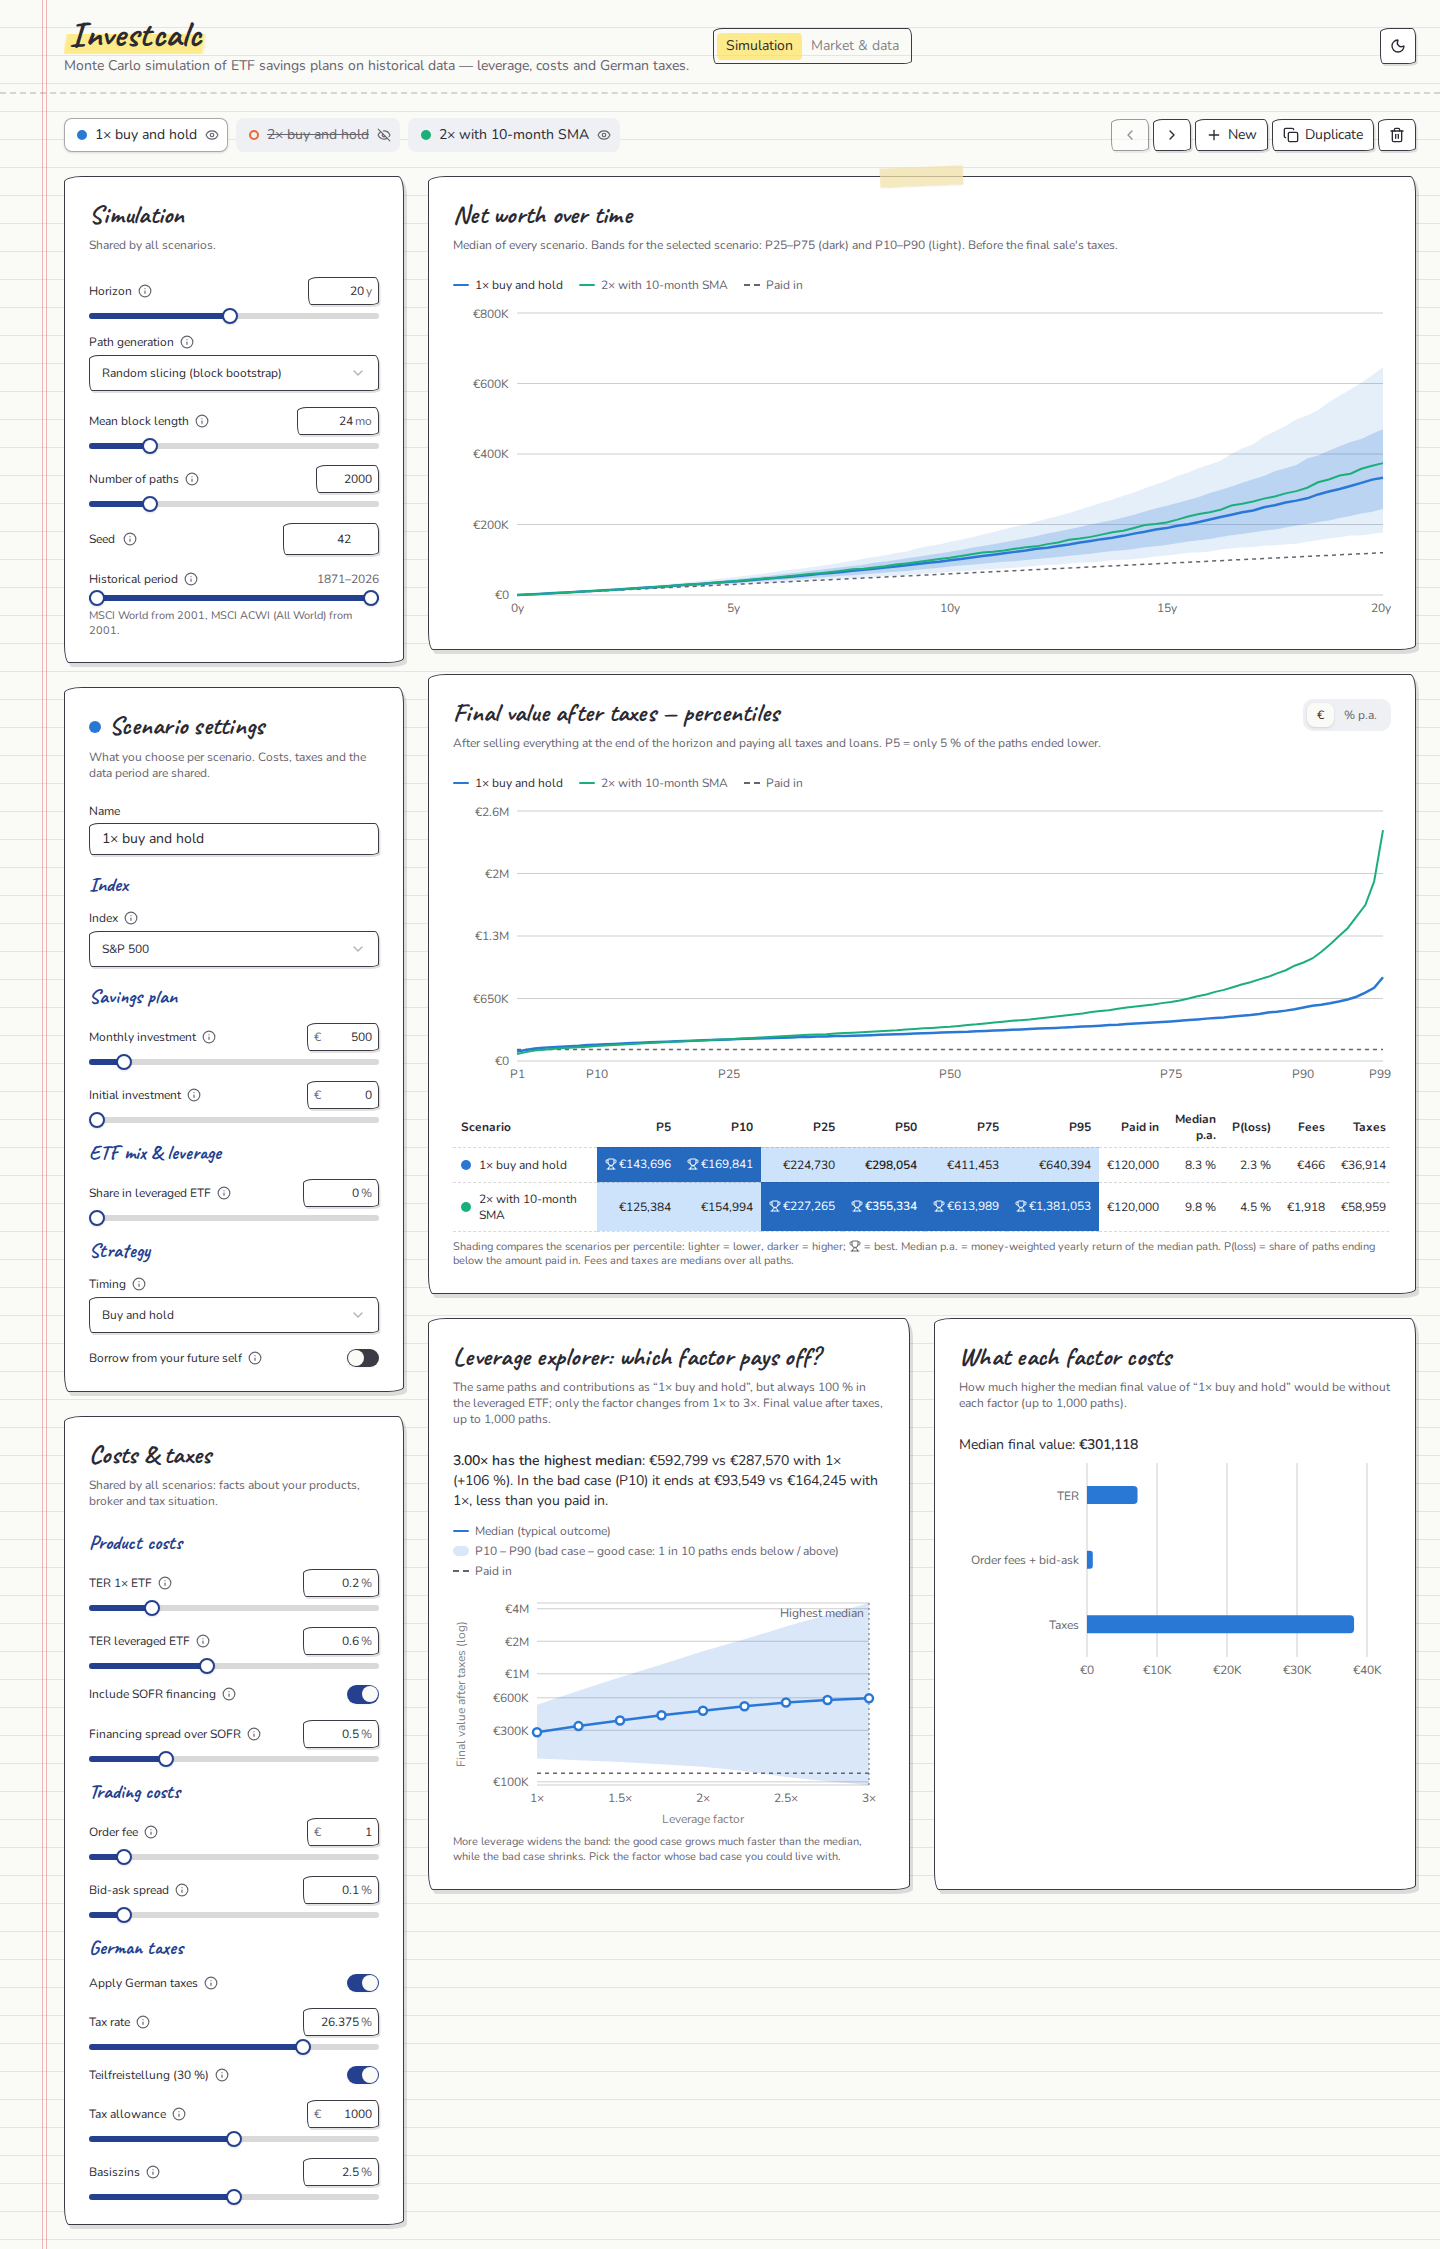 Investcalc
Monte Carlo simulation of ETF savings plans on historical data — leverage, costs and German taxes.
Simulation Market & data
1× buy and hold
2× buy and hold
2× with 10-month SMA
New
Duplicate
Simulation
Shared by all scenarios.
Horizon 20 y
Path generation
Random slicing (block bootstrap)
Mean block length 24 mo
Number of paths 2000
Seed 42
Historical period 1871–2026
MSCI World from 2001, MSCI ACWI (All World) from
2001.
Scenario settings
What you choose per scenario. Costs, taxes and the
data period are shared.
Name
1× buy and hold
Index
Index
S&P 500
Savings plan
Monthly investment € 500
Initial investment € 0
ETF mix & leverage
Share in leveraged ETF 0 %
Strategy
Timing
Buy and hold
Borrow from your future self
Costs & taxes
Shared by all scenarios: facts about your products,
broker and tax situation.
Product costs
TER 1× ETF 0.2 %
TER leveraged ETF 0.6 %
Include SOFR financing
Financing spread over SOFR 0.5 %
Trading costs
Order fee € 1
Bid-ask spread 0.1 %
German taxes
Apply German taxes
Tax rate 26.375 %
Teilfreistellung (30 %)
Tax allowance € 1000
Basiszins 2.5 %
Net worth over time
Median of every scenario. Bands for the selected scenario: P25–P75 (dark) and P10–P90 (light). Before the final sale's taxes.
1× buy and hold 2× with 10-month SMA Paid in
€800K
€600K
€400K
€200K
€0
0y 5y 10y 15y 20y
Final value after taxes — percentiles
€ % p.a.
After selling everything at the end of the horizon and paying all taxes and loans. P5 = only 5 % of the paths ended lower.
1× buy and hold 2× with 10-month SMA Paid in
€2.6M
€2M
€1.3M
€650K
€0
P1 P10 P25 P50 P75 P90 P99
Scenario P5 P10 P25 P50 P75 P95 Paid in Median p.a. P(loss) Fees Taxes
1× buy and hold €143,696 €169,841 €224,730 €298,054 €411,453 €640,394 €120,000 8.3 % 2.3 % €466 €36,914
2× with 10-month SMA €125,384 €154,994 €227,265 €355,334 €613,989 €1,381,053 €120,000 9.8 % 4.5 % €1,918 €58,959
Shading compares the scenarios per percentile: lighter = lower, darker = higher; = best. Median p.a. = money-weighted yearly return of the median path. P(loss) = share of paths ending
below the amount paid in. Fees and taxes are medians over all paths.
Leverage explorer: which factor pays off?
The same paths and contributions as “1× buy and hold”, but always 100 % in
the leveraged ETF; only the factor changes from 1× to 3×. Final value after taxes,
up to 1,000 paths.
3.00× has the highest median: €592,799 vs €287,570 with 1×
(+106 %). In the bad case (P10) it ends at €93,549 vs €164,245 with
1×, less than you paid in.
Median (typical outcome)
P10 – P90 (bad case – good case: 1 in 10 paths ends below / above)
Paid in
Final value after taxes (log)
€4M
€2M
€1M
€600K
€300K
€100K
Highest median
1× 1.5× 2× 2.5× 3×
Leverage factor
More leverage widens the band: the good case grows much faster than the median,
while the bad case shrinks. Pick the factor whose bad case you could live with.
What each factor costs
How much higher the median final value of “1× buy and hold” would be without
each factor (up to 1,000 paths).
Median final value: €301,118
TER
Order fees + bid-ask
Taxes
€0 €10K €20K €30K €40K